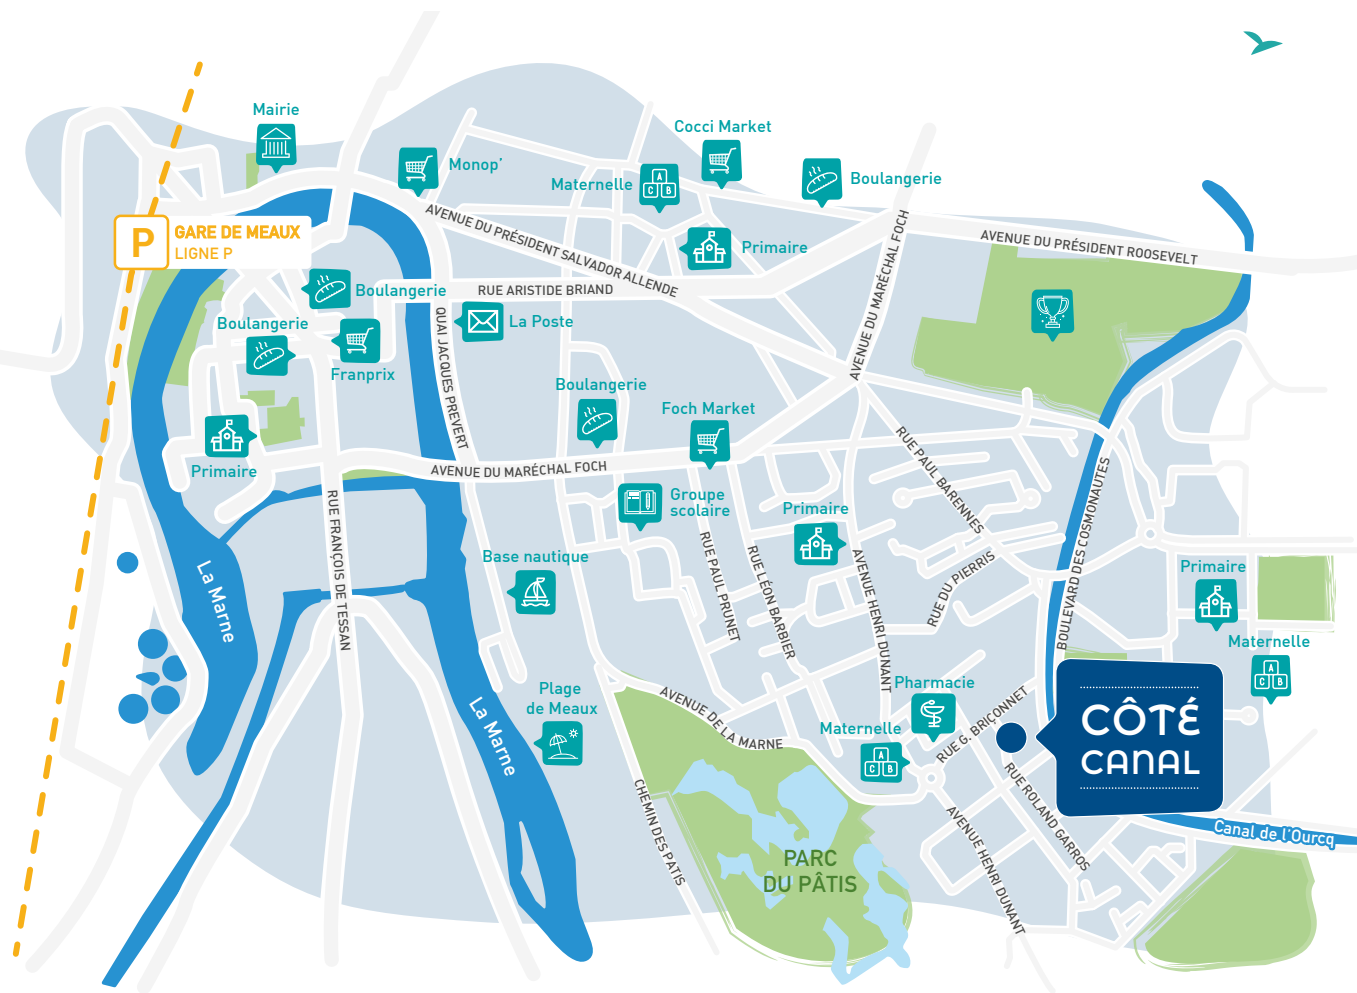 Mairie
Monop’
Cocci Market
Maternelle
A
C B
Boulangerie
Primaire
P
GARE DE MEAUX
LIGNE P
AVENUE DU PRÉSIDENT SALVADOR ALLENDE
AVENUE DU MARÉCHAL FOCH
AVENUE DU PRÉSIDENT ROOSEVELT
RUE ARISTIDE BRIAND
Boulangerie
Boulangerie
Franprix
La Poste
QUAI JACQUES PREVERT
Boulangerie
Foch Market
Primaire
AVENUE DU MARÉCHAL FOCH
RUE PAUL BARENNES
BOULEVARD DES COSMONAUTES
Groupe
scolaire
Primaire
RUE FRANÇOIS DE TESSAN
Base nautique
La Marne
RUE PAUL PRUNET
RUE LÉON BARBIER
AVENUE HENRI DUNANT
RUE DU PIERRIS
Primaire
Maternelle
A
C B
Plage
de Meaux
La Marne
AVENUE DE LA MARNE
Pharmacie
Maternelle
A
C B
RUE G. BRIÇONNET
CÔTÉ
CANAL
RUE ROLAND GARROS
CHEMIN DES PATIS
AVENUE HENRI DUNANT
PARC
DU PÂTIS
Canal de l'Ourcq